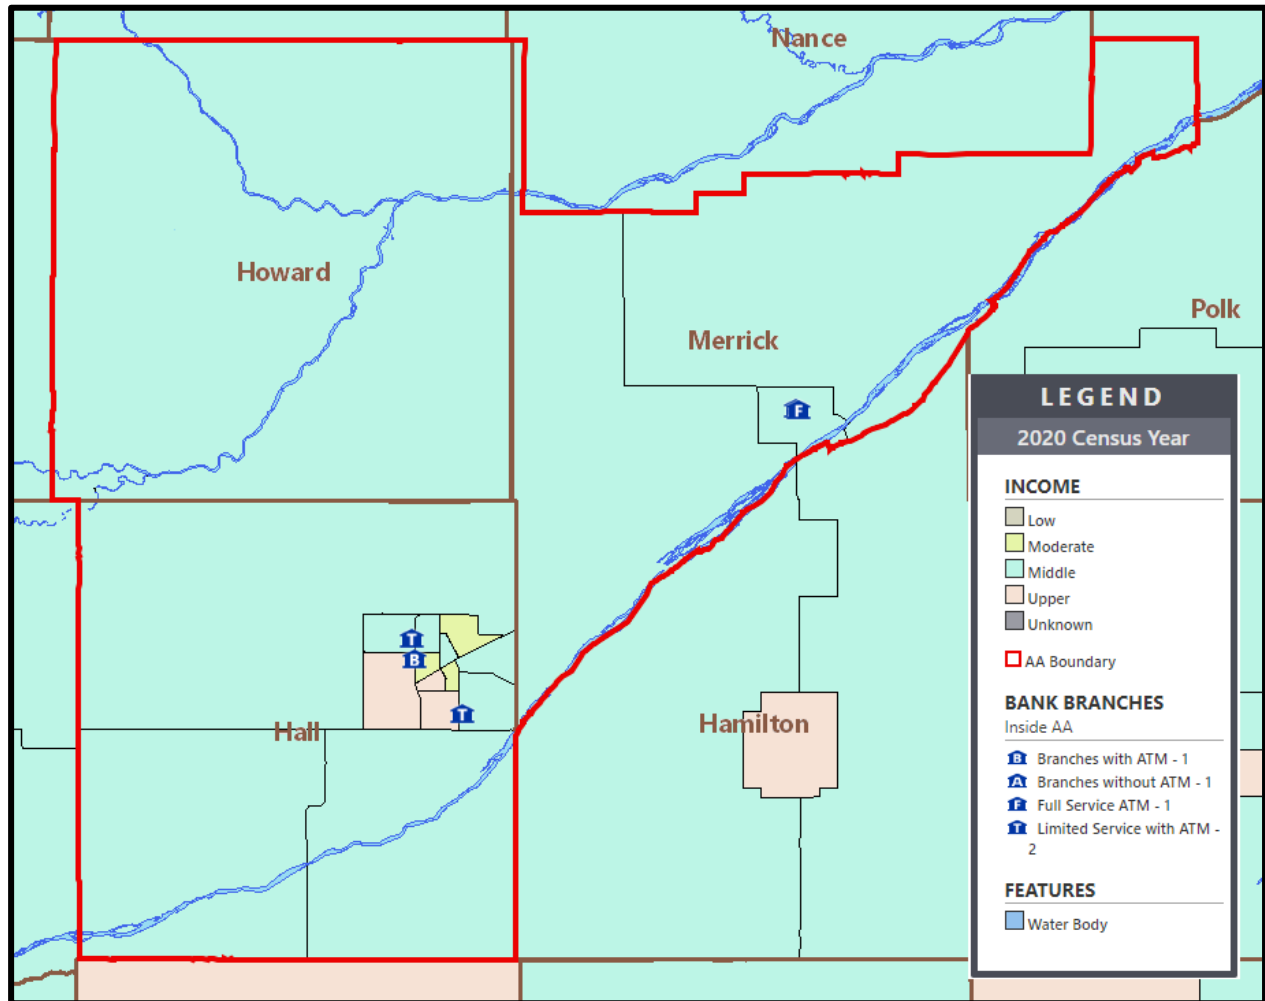 Nance
Howard
Merrick
Polk
Hall
Hamilton
F
T
B
T
LEGEND
2020 Census Year
INCOME
Low
Moderate
Middle
Upper
Unknown
AA Boundary
BANK BRANCHES
Inside AA
B Branches with ATM - 1
A Branches without ATM - 1
F Full Service ATM - 1
T Limited Service with ATM -
2
FEATURES
Water Body